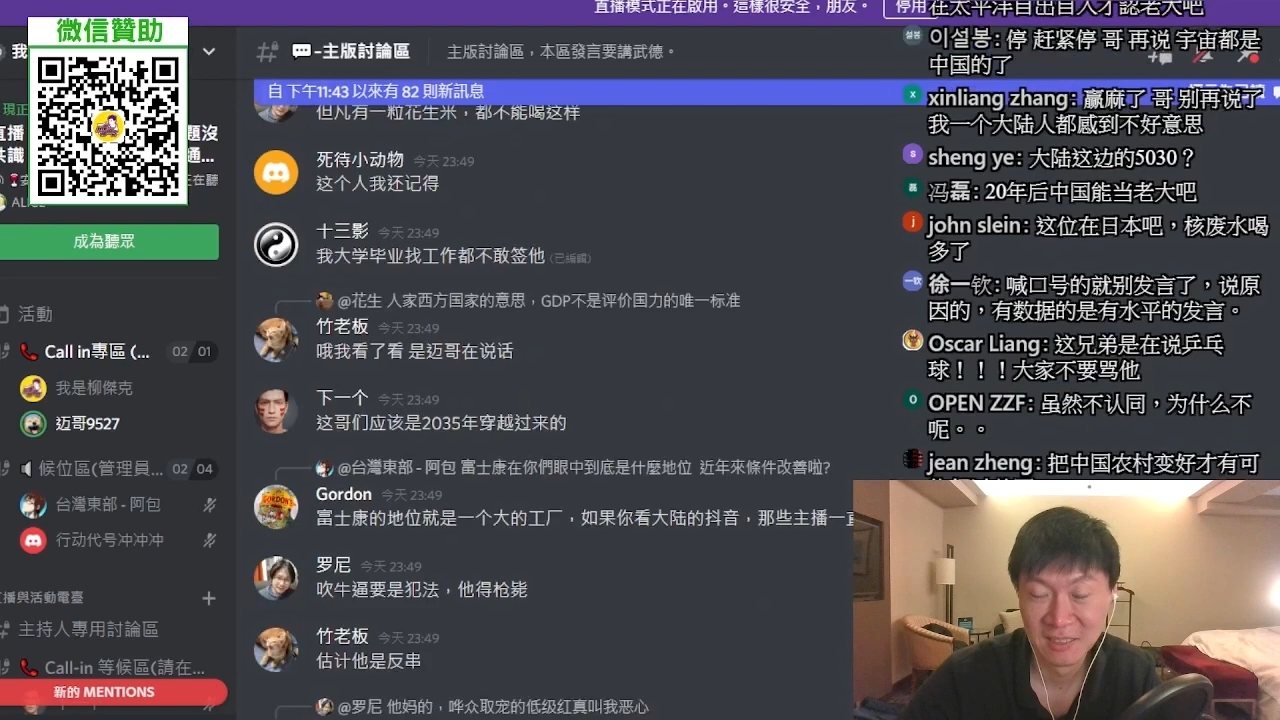 直播模式正在啟用。這樣很安全，朋友。
停用
在太平洋自出自人才認老大吧
微信贊助
我
-主版討論區
主版討論區，本區發言要講武德。
이설봉: 停 赶紧停 哥 再说 宇宙都是
中国的了
自 下午11:43 以來有 82 則新訊息
xinliang zhang: 赢麻了 哥 别再说了
我一个大陆人都感到不好意思
但凡有一粒花生米，都不能喝这样
死待小动物 今天 23:49
这个人我还记得
sheng ye: 大陆这边的5030？
冯磊: 20年后中国能当老大吧
成為聽眾
十三影 今天 23:49
我大学毕业找工作都不敢签他 (已編輯)
john slein: 这位在日本吧，核废水喝
多了
徐一钦: 喊口号的就别发言了，说原
因的，有数据的是有水平的发言。
@花生 人家西方国家的意思，GDP不是评价国力的唯一标准
竹老板 今天 23:49
哦我看了看 是迈哥在说话
活動
Call in專區 (... 02 01
我是柳傑克
迈哥9527
Oscar Liang: 这兄弟是在说乒乓
球！！！大家不要骂他
下一个 今天 23:49
这哥们应该是2035年穿越过来的
OPEN ZZF: 虽然不认同，为什么不
呢。。
候位區(管理員... 02 04
台灣東部 - 阿包
行动代号冲冲冲
@台灣東部 - 阿包 富士康在你們眼中到底是什麼地位 近年來條件改善啦?
Gordon 今天 23:49
富士康的地位就是一个大的工厂，如果你看大陆的抖音，那些主播一直
jean zheng: 把中国农村变好才有可
罗尼 今天 23:49
吹牛逼要是犯法，他得枪毙
直播與活動電臺
主持人專用討論區
Call-in 等候區(請在...
新的 MENTIONS
竹老板 今天 23:49
估计他是反串
@罗尼 他妈的，哗众取宠的低级红真叫我恶心